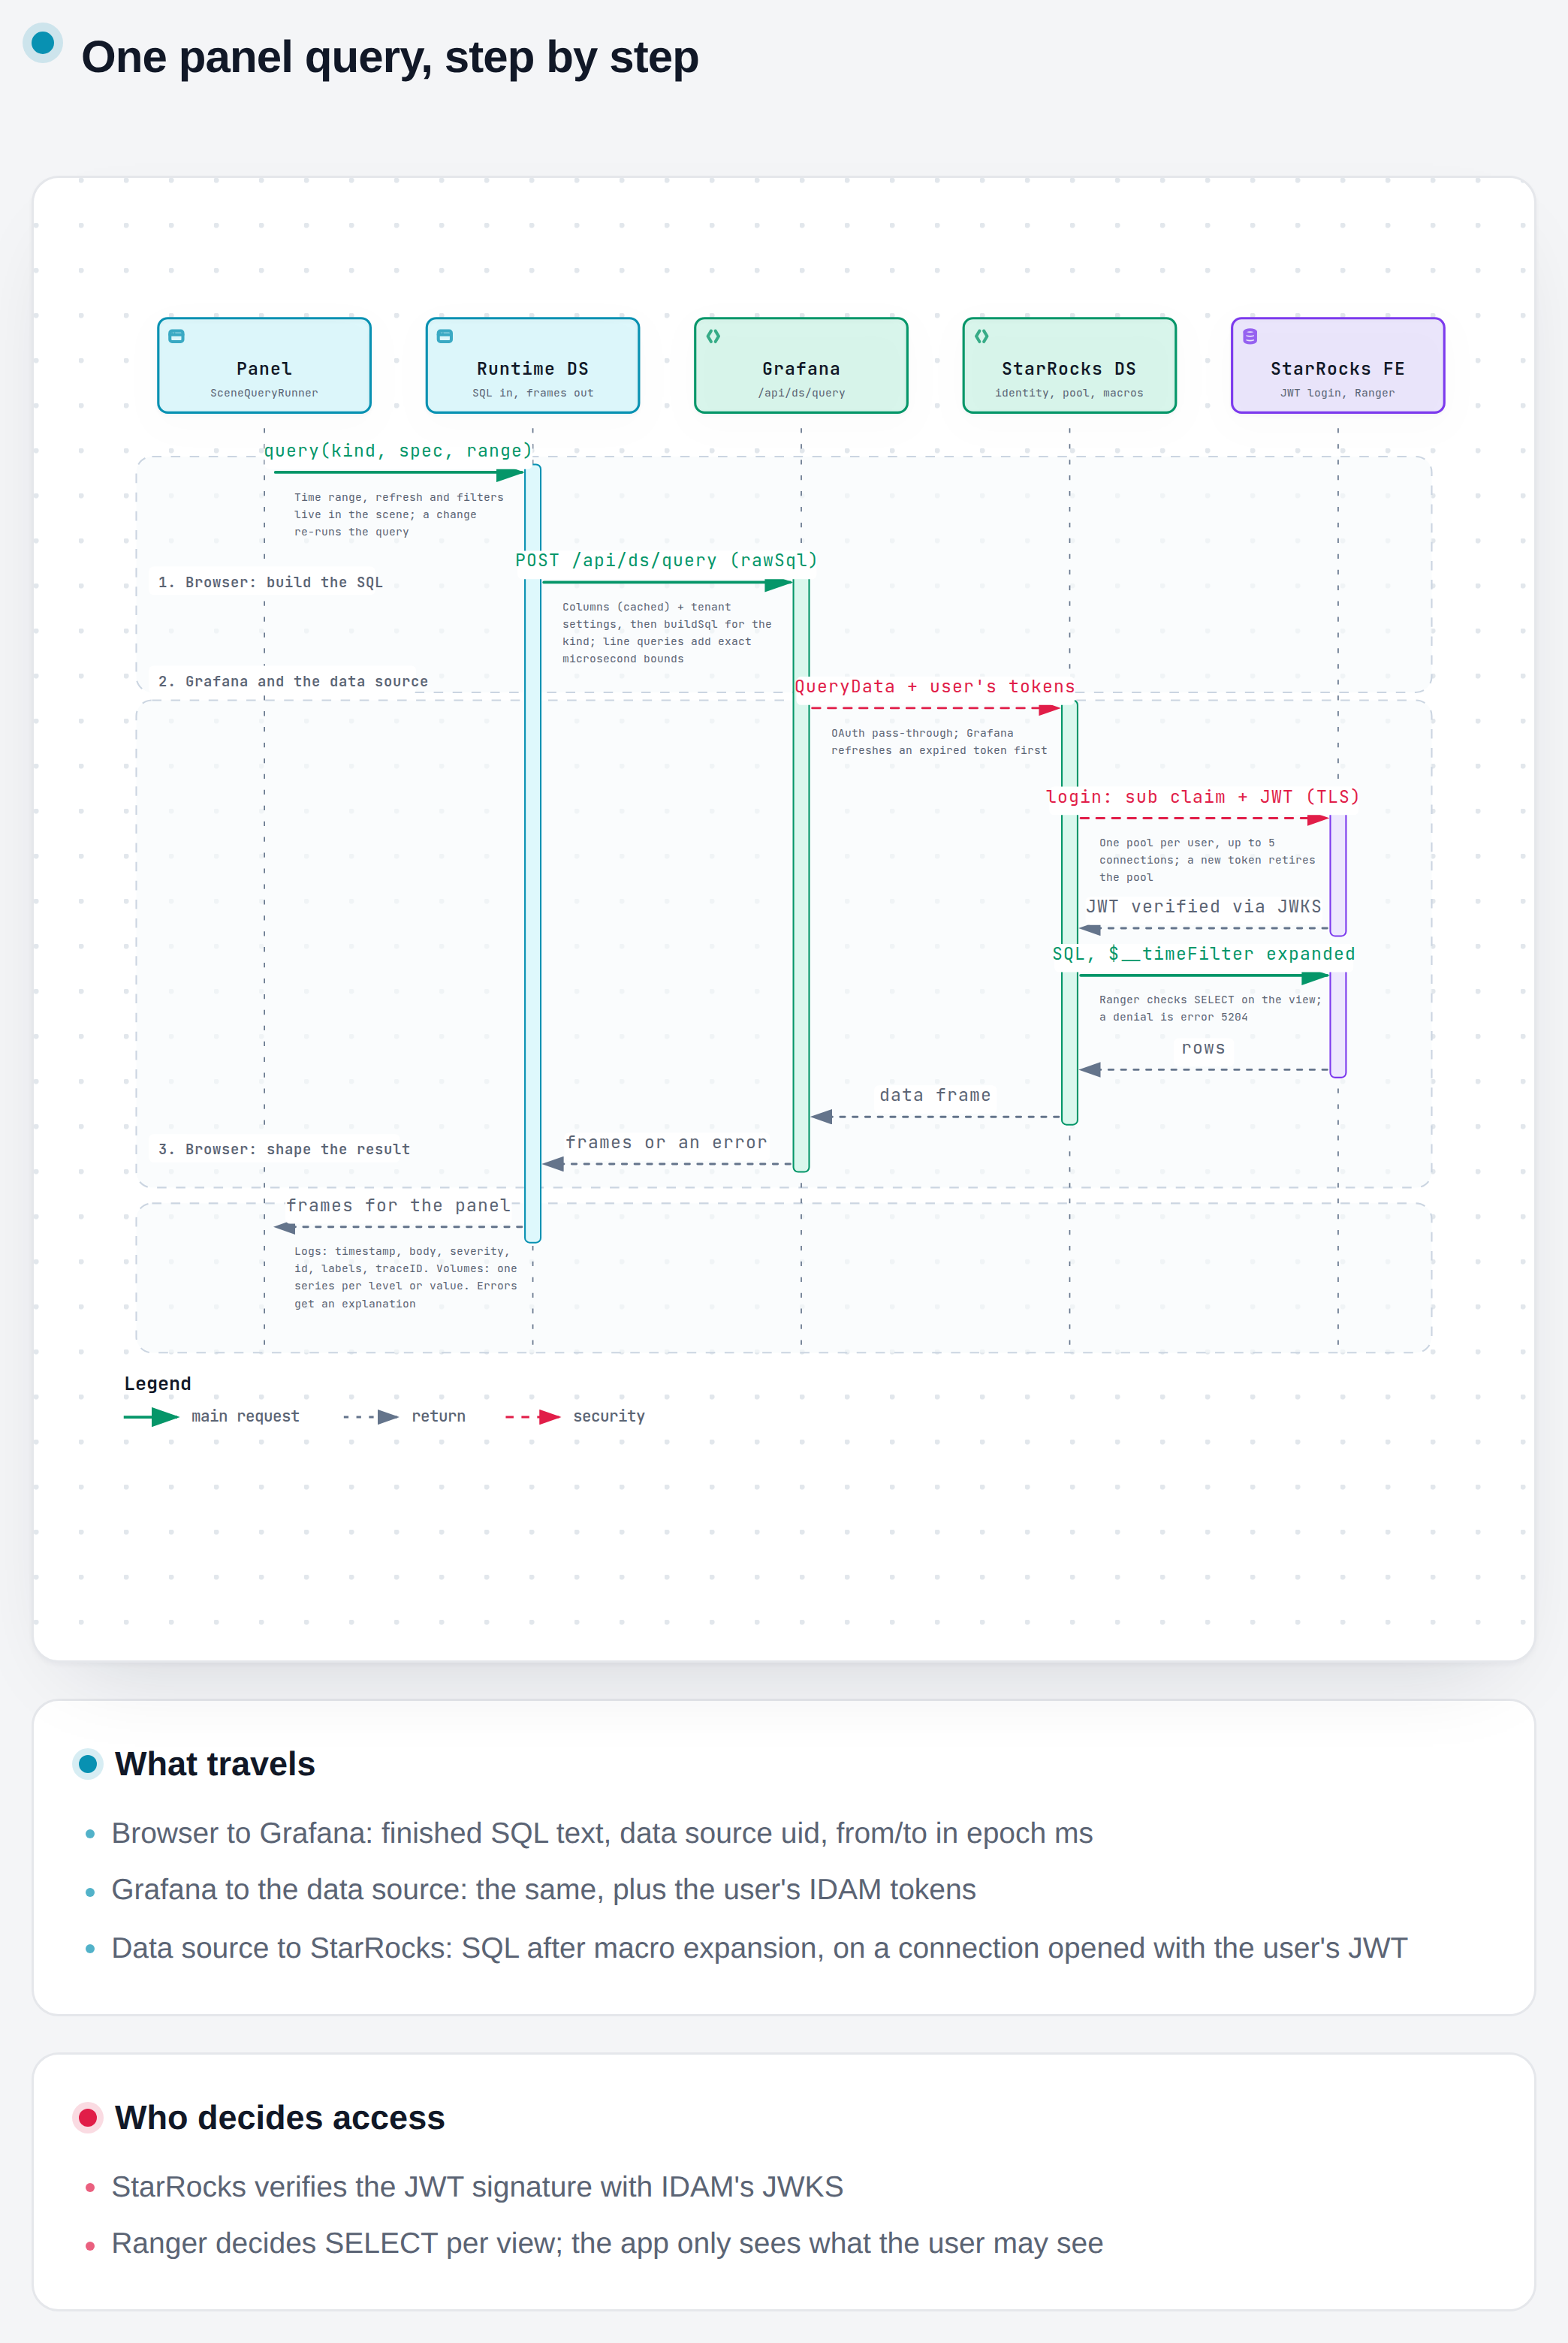 One panel query, step by step
Panel
SceneQueryRunner
Runtime DS
SQL in, frames out
Grafana
/api/ds/query
StarRocks DS
identity, pool, macros
StarRocks FE
JWT login, Ranger
query(kind, spec, range)
Time range, refresh and filters
live in the scene; a change
re-runs the query
POST /api/ds/query (rawSql)
1. Browser: build the SQL
Columns (cached) + tenant
settings, then buildSql for the
kind; line queries add exact
microsecond bounds
2. Grafana and the data source
QueryData + user's tokens
OAuth pass-through; Grafana
refreshes an expired token first
login: sub claim + JWT (TLS)
One pool per user, up to 5
connections; a new token retires
the pool
JWT verified via JWKS
SQL, $__timeFilter expanded
Ranger checks SELECT on the view;
a denial is error 5204
rows
data frame
frames or an error
3. Browser: shape the result
frames for the panel
Logs: timestamp, body, severity,
id, labels, traceID. Volumes: one
series per level or value. Errors
get an explanation
Legend
main request
return
security
What travels
Browser to Grafana: finished SQL text, data source uid, from/to in epoch ms
Grafana to the data source: the same, plus the user's IDAM tokens
Data source to StarRocks: SQL after macro expansion, on a connection opened with the user's JWT
Who decides access
StarRocks verifies the JWT signature with IDAM's JWKS
Ranger decides SELECT per view; the app only sees what the user may see